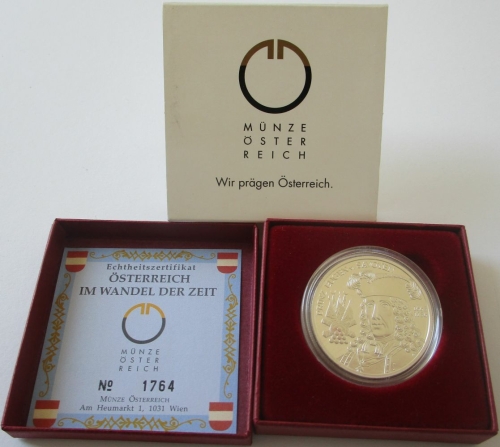 MÜNZE
ÖSTER
REICH
Wir prägen Österreich.
Echtheitszertifikat
ÖSTERREICH
IM WANDEL DER ZEIT
MÜNZE
ÖSTER
REICH
№ 1764
MÜNZE ÖSTERREICH
Am Heumarkt 1, 1031 Wien